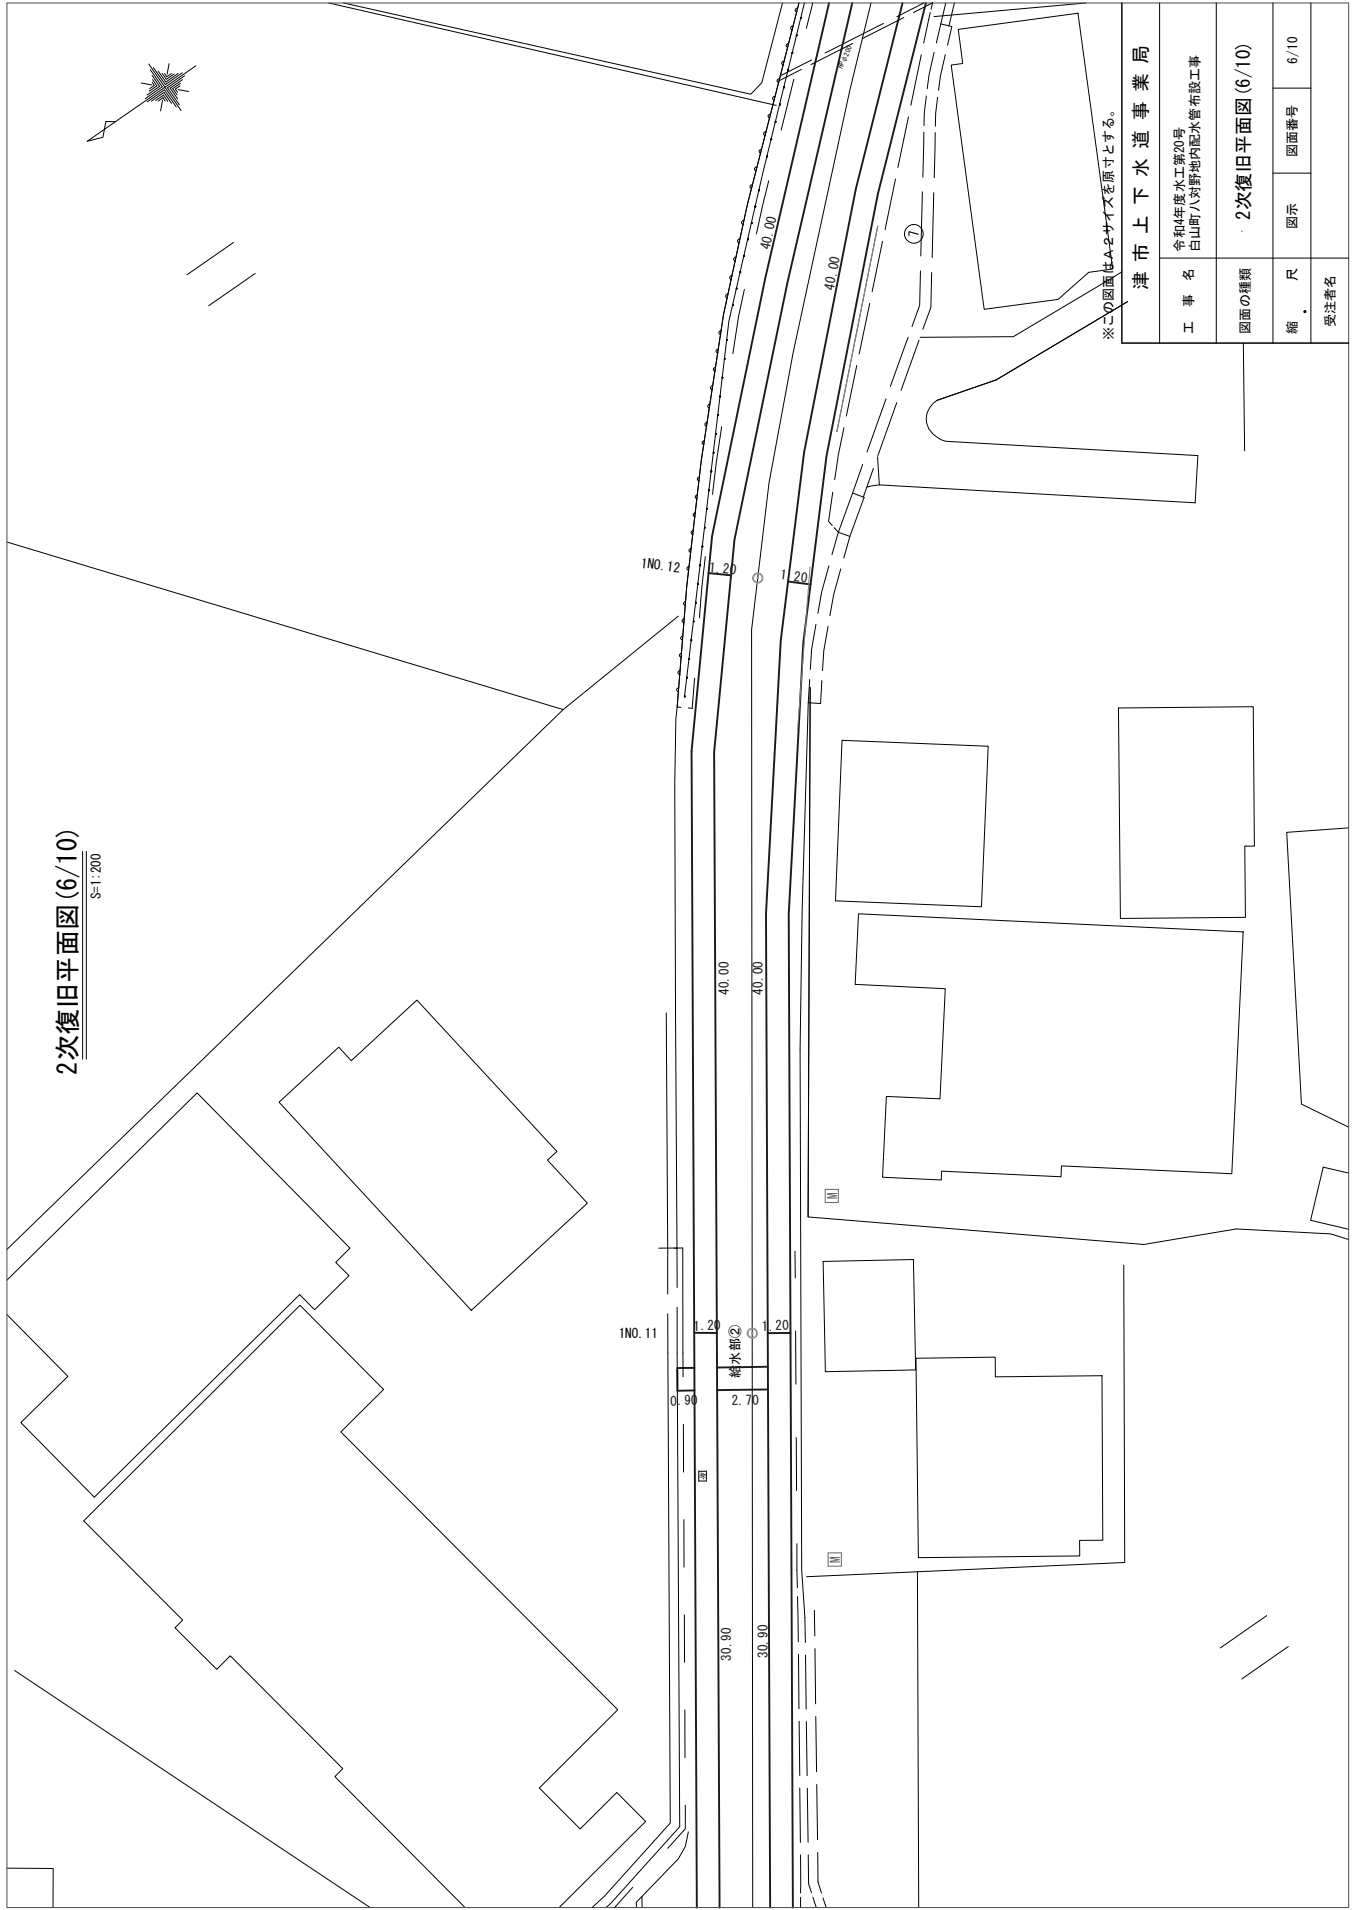 2次復旧平面図(6/10)
S=1:200
1NO.11
1.20
給水部②
1.20
0.90
2.70
30.90
30.90
40.00
40.00
1NO.12
1.20
1.20
40.00
40.00
⑦
M
M
※この図面はA2サイズを原寸とする。
津市上下水道事業局
工事名
令和4年度水工第20号
白山町八対野地内配水管布設工事
図面の種類
2次復旧平面図(6/10)
縮尺
図示
図面番号
6/10
受注者名